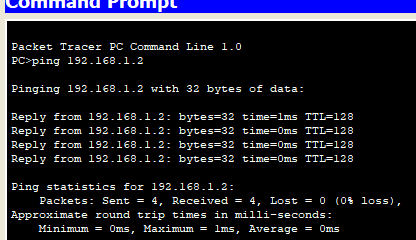 Command Prompt
Packet Tracer PC Command Line 1.0
PC>ping 192.168.1.2
Pinging 192.168.1.2 with 32 bytes of data:
Reply from 192.168.1.2: bytes=32 time=1ms TTL=128
Reply from 192.168.1.2: bytes=32 time=0ms TTL=128
Reply from 192.168.1.2: bytes=32 time=0ms TTL=128
Reply from 192.168.1.2: bytes=32 time=0ms TTL=128
Ping statistics for 192.168.1.2:
Packets: Sent = 4, Received = 4, Lost = 0 (0% loss),
Approximate round trip times in milli-seconds:
Minimum = 0ms, Maximum = 1ms, Average = 0ms